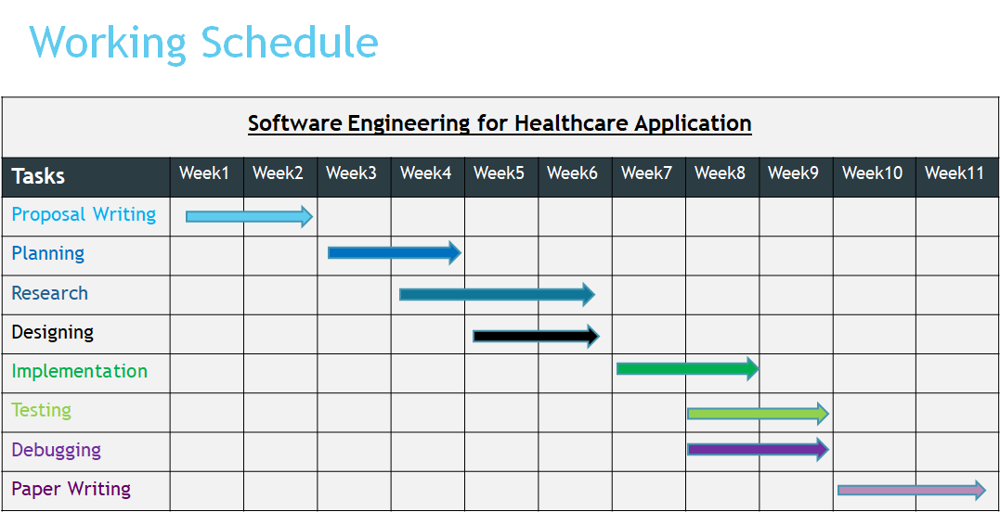 Working Schedule
Software Engineering for Healthcare Application
Tasks Week1 Week2 Week3 Week4 Week5 Week6 Week7 Week8 Week9 Week10 Week11
Proposal Writing
Planning
Research
Designing
Implementation
Testing
Debugging
Paper Writing